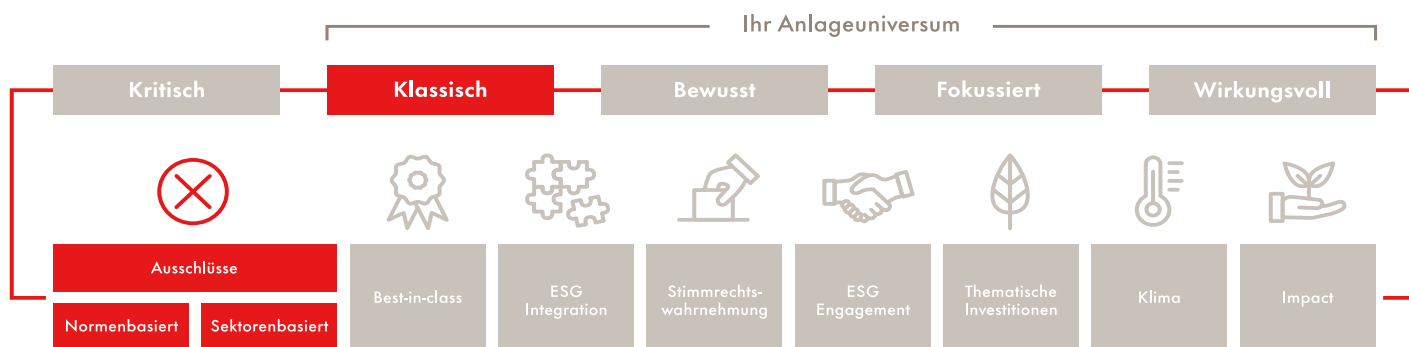 Ihr Anlageuniversum
Kritisch
Klassisch
Bewusst
Fokussiert
Wirkungsvoll
Ausschlüsse
Normenbasiert
Sektorenbasiert
Best-in-class
ESG
Integration
Stimmrechts-
wahrnehmung
ESG
Engagement
Thematische
Investitionen
Klima
Impact